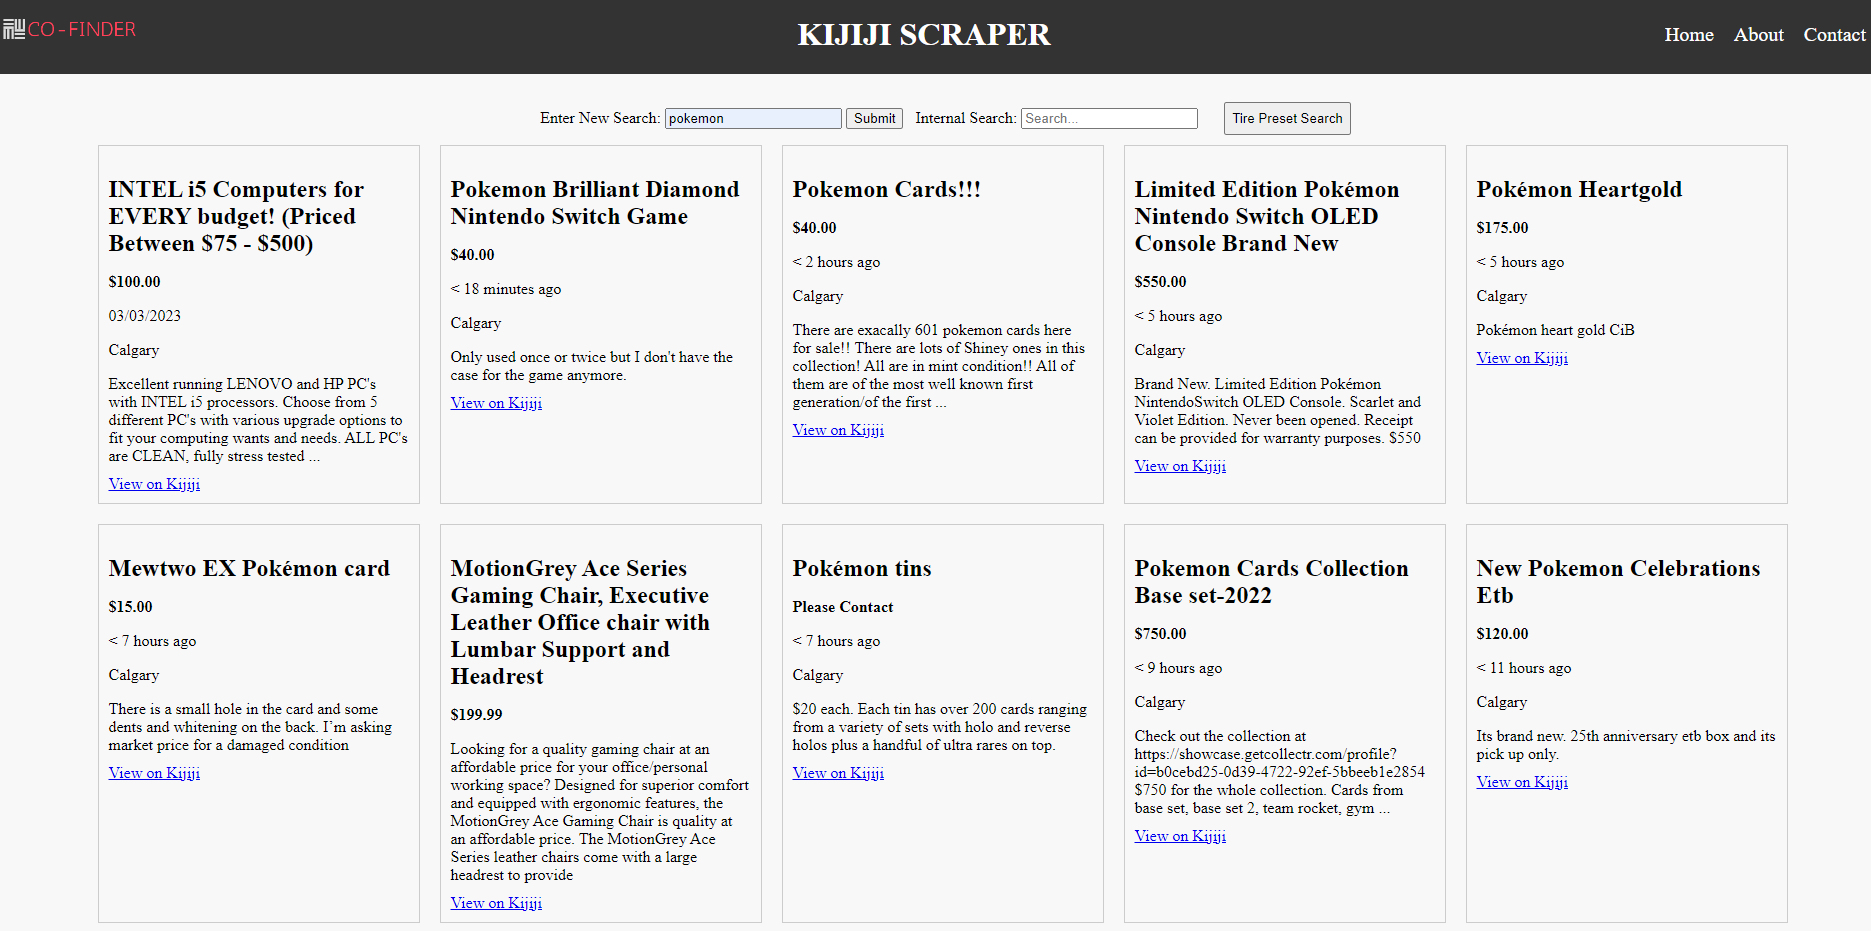 CO-FINDER
KIJIJI SCRAPER
Home About Contact
Enter New Search: pokemon Submit Internal Search: Search... Tire Preset Search
INTEL i5 Computers for
EVERY budget! (Priced
Between $75 - $500)
$100.00
03/03/2023
Calgary
Excellent running LENOVO and HP PC's
with INTEL i5 processors. Choose from 5
different PC's with various upgrade options to
fit your computing wants and needs. ALL PC's
are CLEAN, fully stress tested ...
View on Kijiji
Pokemon Brilliant Diamond
Nintendo Switch Game
$40.00
< 18 minutes ago
Calgary
Only used once or twice but I don't have the
case for the game anymore.
View on Kijiji
Pokemon Cards!!!
$40.00
< 2 hours ago
Calgary
There are exacally 601 pokemon cards here
for sale!! There are lots of Shiney ones in this
collection! All are in mint condition!! All of
them are of the most well known first
generation/of the first ...
View on Kijiji
Limited Edition Pokémon
Nintendo Switch OLED
Console Brand New
$550.00
< 5 hours ago
Calgary
Brand New. Limited Edition Pokémon
NintendoSwitch OLED Console. Scarlet and
Violet Edition. Never been opened. Receipt
can be provided for warranty purposes. $550
View on Kijiji
Pokémon Heartgold
$175.00
< 5 hours ago
Calgary
Pokémon heart gold CiB
View on Kijiji
Mewtwo EX Pokémon card
$15.00
< 7 hours ago
Calgary
There is a small hole in the card and some
dents and whitening on the back. I’m asking
market price for a damaged condition
View on Kijiji
MotionGrey Ace Series
Gaming Chair, Executive
Leather Office chair with
Lumbar Support and
Headrest
$199.99
Looking for a quality gaming chair at an
affordable price for your office/personal
working space? Designed for superior comfort
and equipped with ergonomic features, the
MotionGrey Ace Gaming Chair is quality at
an affordable price. The MotionGrey Ace
Series leather chairs come with a large
headrest to provide
View on Kijiji
Pokémon tins
Please Contact
< 7 hours ago
Calgary
$20 each. Each tin has over 200 cards ranging
from a variety of sets with holo and reverse
holos plus a handful of ultra rares on top.
View on Kijiji
Pokemon Cards Collection
Base set-2022
$750.00
< 9 hours ago
Calgary
Check out the collection at
https://showcase.getcollectr.com/profile?
id=b0cebd25-0d39-4722-92ef-5bbeeb1e2854
$750 for the whole collection. Cards from
base set, base set 2, team rocket, gym ...
View on Kijiji
New Pokemon Celebrations
Etb
$120.00
< 11 hours ago
Calgary
Its brand new. 25th anniversary etb box and its
pick up only.
View on Kijiji